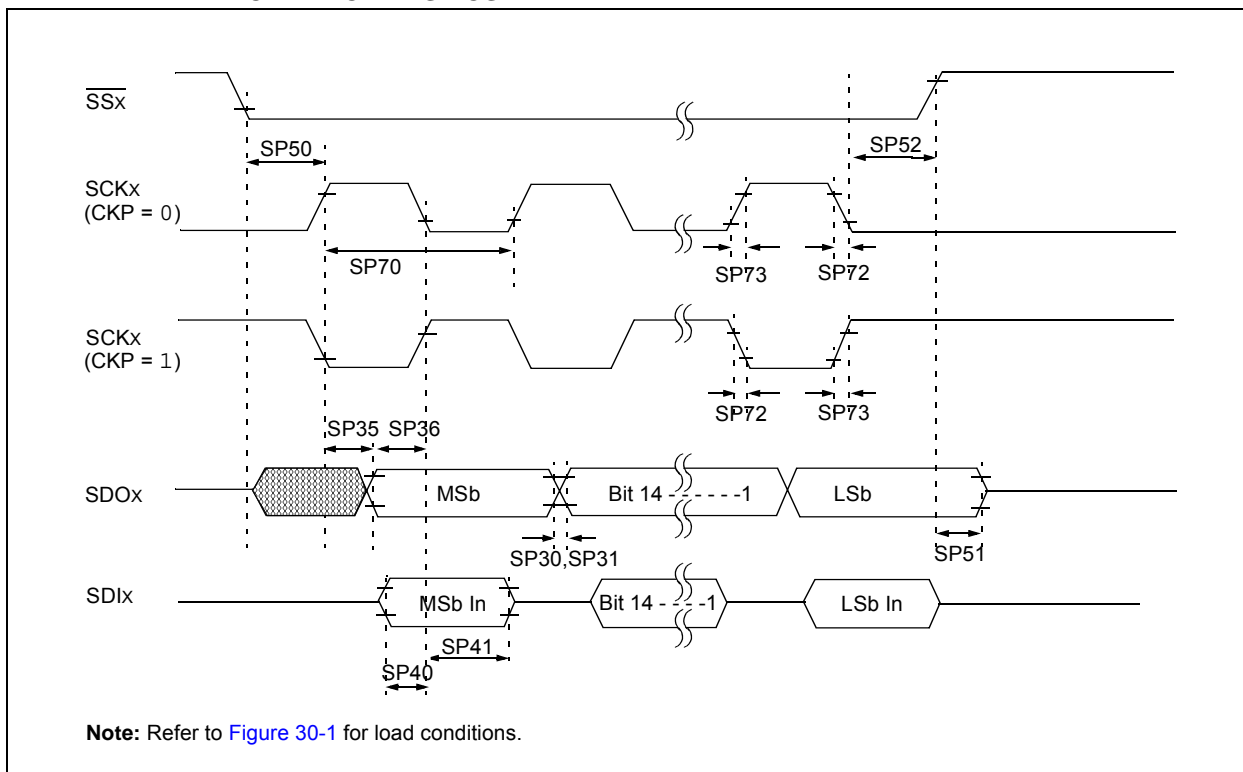 SSx
SP50
SP52
SCKx
(CKP = 0)
SP70
SP73
SP72
SCKx
(CKP = 1)
SP72
SP73
SP35
SP36
SDOx
MSb
Bit 14 - - - - - -1
LSb
SP30,SP31
SP51
SDIx
MSb In
Bit 14 - - - -1
LSb In
SP41
SP40
Note: Refer to Figure 30-1 for load conditions.